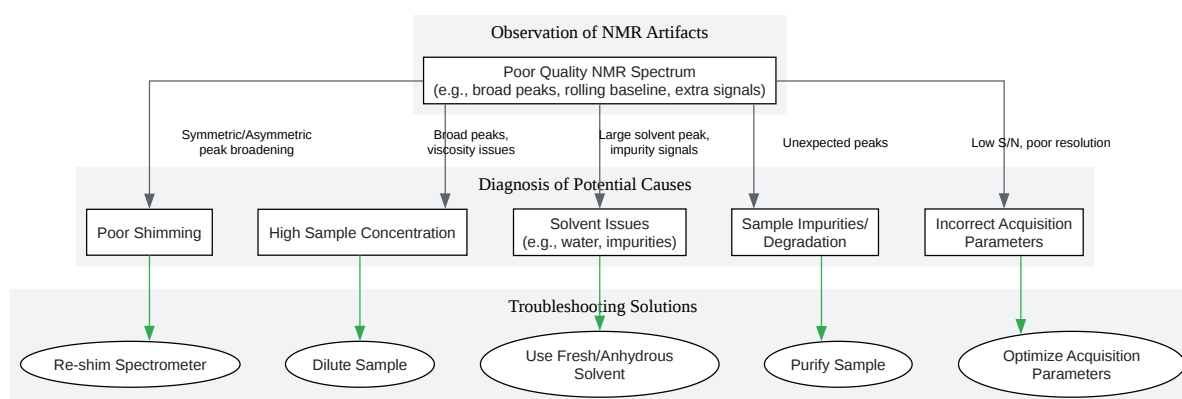 Observation of NMR Artifacts
Poor Quality NMR Spectrum
(e.g., broad peaks, rolling baseline, extra signals)
Symmetric/Asymmetric
peak broadening
Broad peaks,
viscosity issues
Large solvent peak,
impurity signals
Unexpected peaks
Low S/N, poor resolution
Diagnosis of Potential Causes
Poor Shimming
High Sample Concentration
Solvent Issues
(e.g., water, impurities)
Sample Impurities/
Degradation
Incorrect Acquisition
Parameters
Troubleshooting Solutions
Re-shim Spectrometer
Dilute Sample
Use Fresh/Anhydrous
Solvent
Purify Sample
Optimize Acquisition
Parameters